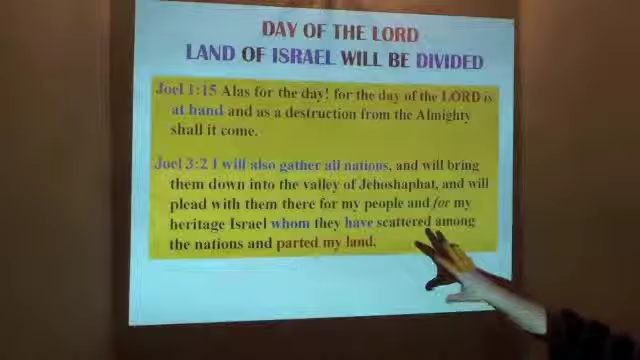 DAY OF THE LORD
LAND OF ISRAEL WILL BE DIVIDED
Joel 1:15 Alas for the day! for the day of the LORD is
at hand and as a destruction from the Almighty
shall it come.
Joel 3:2 I will also gather all nations, and will bring
them down into the valley of Jehoshaphat, and will
plead with them there for my people and for my
heritage Israel whom they have scattered among
the nations and parted my land.